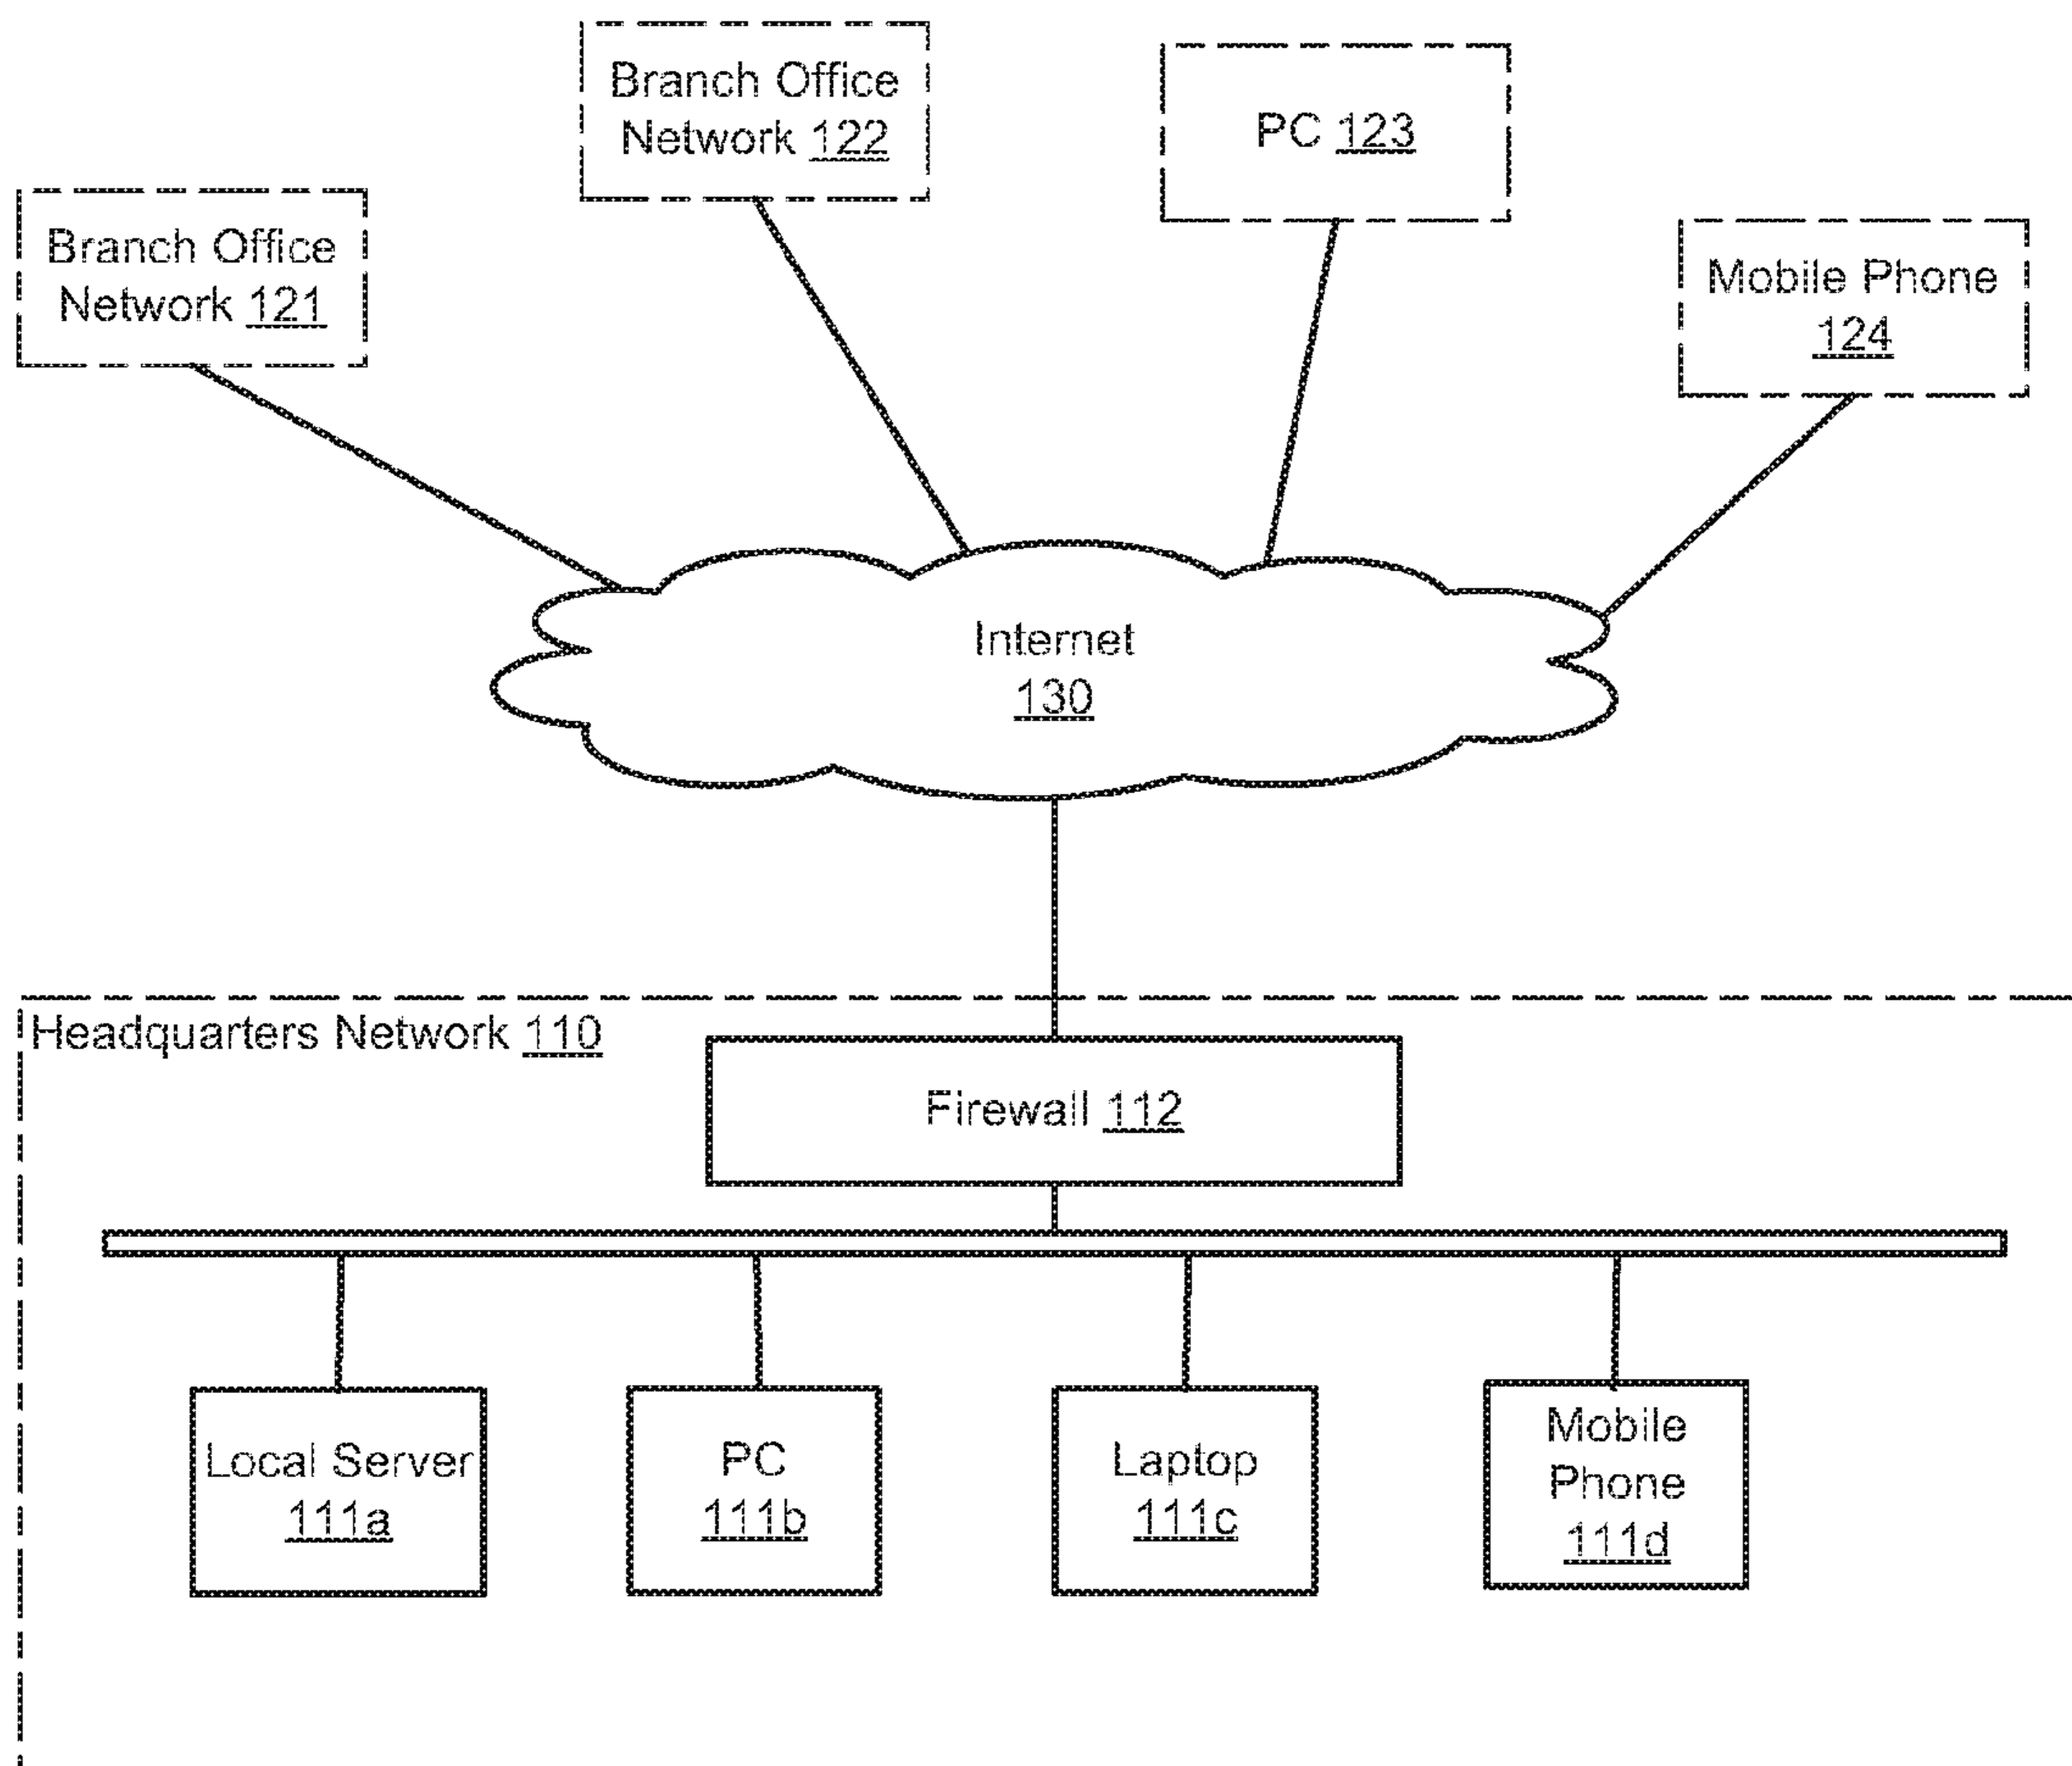 Branch Office
Network 122
PC 123
Branch Office
Network 121
Mobile Phone
124
Internet
130
Headquarters Network 110
Firewall 112
Local Server
111a
PC
111b
Laptop
111c
Mobile
Phone
111d